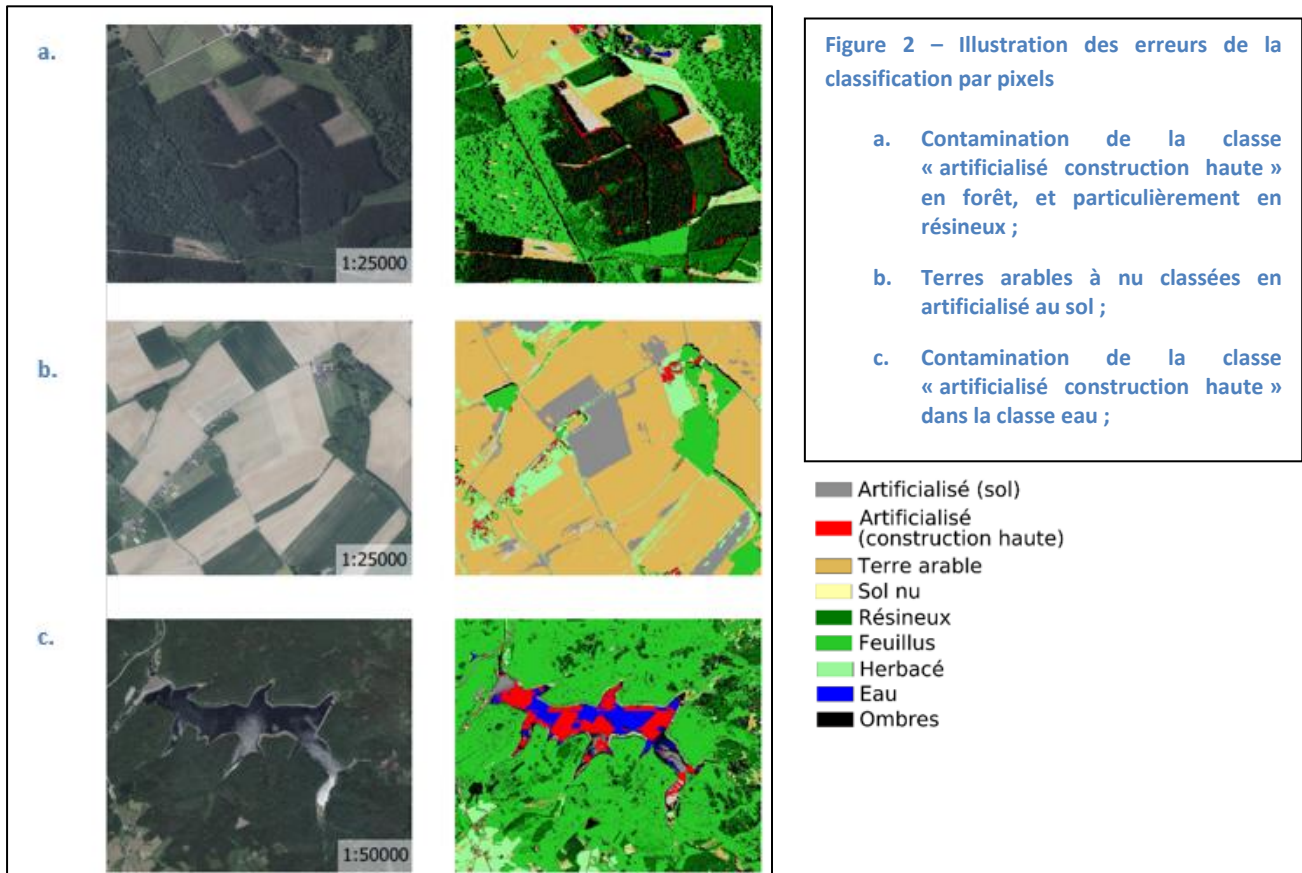 a.
1:25000
b.
1:25000
c.
1:50000
Figure 2 – Illustration des erreurs de la
classification par pixels
a. Contamination de la classe
« artificialisé construction haute »
en forêt, et particulièrement en
résineux ;
b. Terres arables à nu classées en
artificialisé au sol ;
c. Contamination de la classe
« artificialisé construction haute »
dans la classe eau ;
Artificialisé (sol)
Artificialisé
(construction haute)
Terre arable
Sol nu
Résineux
Feuillus
Herbacé
Eau
Ombres